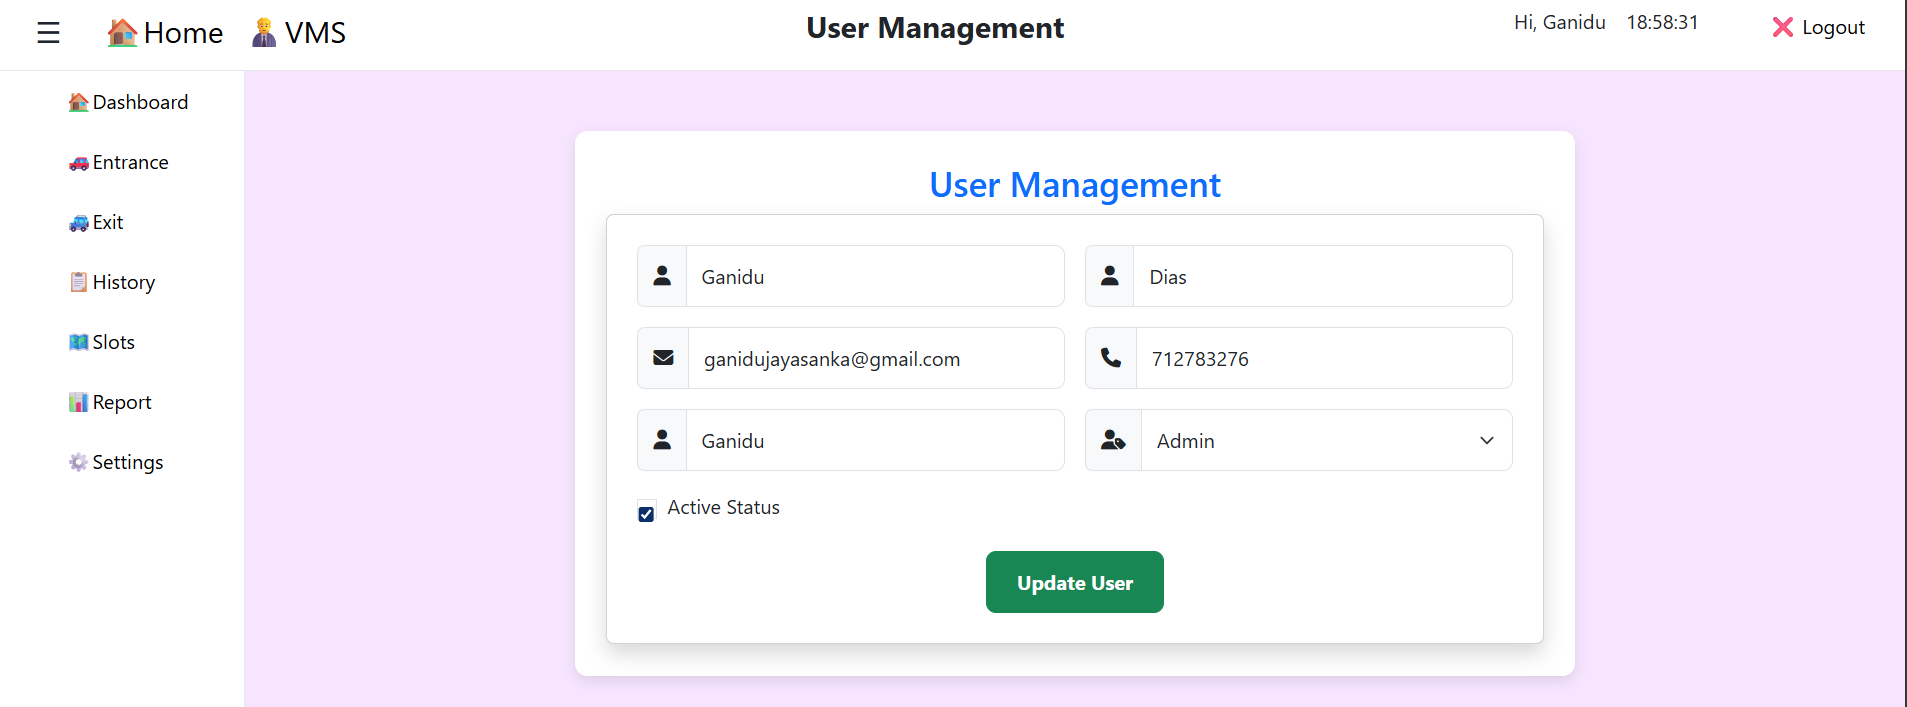 ☰ 🏠Home 👨‍💼VMS User Management Hi, Ganidu 18:58:31 ❌ Logout
Dashboard
Entrance
Exit
History
Slots
Report
Settings
User Management
Ganidu Dias
ganidujayasanka@gmail.com 712783276
Ganidu Admin
Active Status
Update User